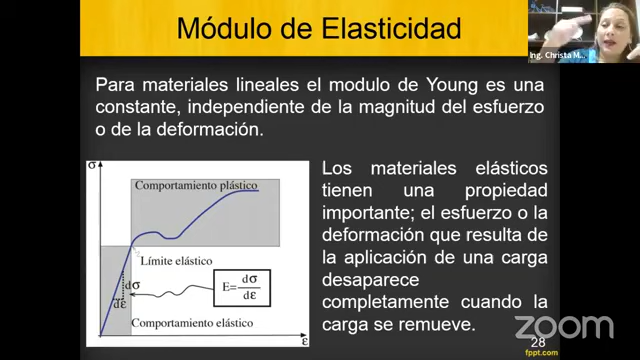 Módulo de Elasticidad
Ing. Christa M...
Para materiales lineales el modulo de Young es una
constante, independiente de la magnitud del esfuerzo
o de la deformación.
σ
Comportamiento plástico
Límite elástico
dσ
dε
E=dσ/dε
Comportamiento elástico
ε
Los materiales elásticos
tienen una propiedad
importante; el esfuerzo o la
deformación que resulta de
la aplicación de una carga
desaparece
completamente cuando la
carga se remueve.
zoom
28
fppt.com